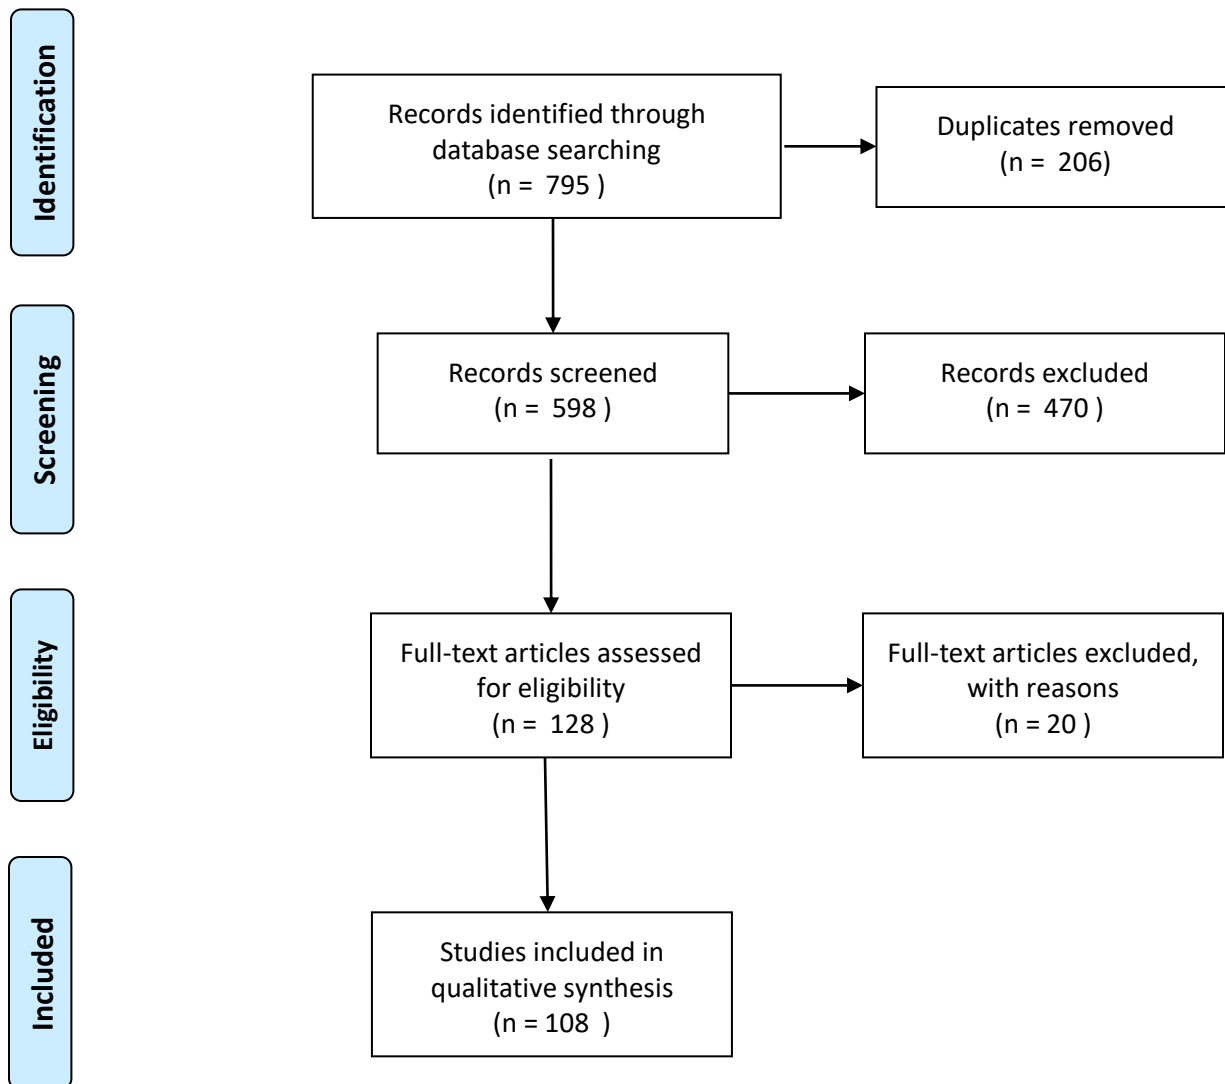 Identification
Records identified through
database searching
(n = 795 )
Duplicates removed
(n = 206)
Screening
Records screened
(n = 598 )
Records excluded
(n = 470 )
Eligibility
Full-text articles assessed
for eligibility
(n = 128 )
Full-text articles excluded,
with reasons
(n = 20 )
Included
Studies included in
qualitative synthesis
(n = 108 )